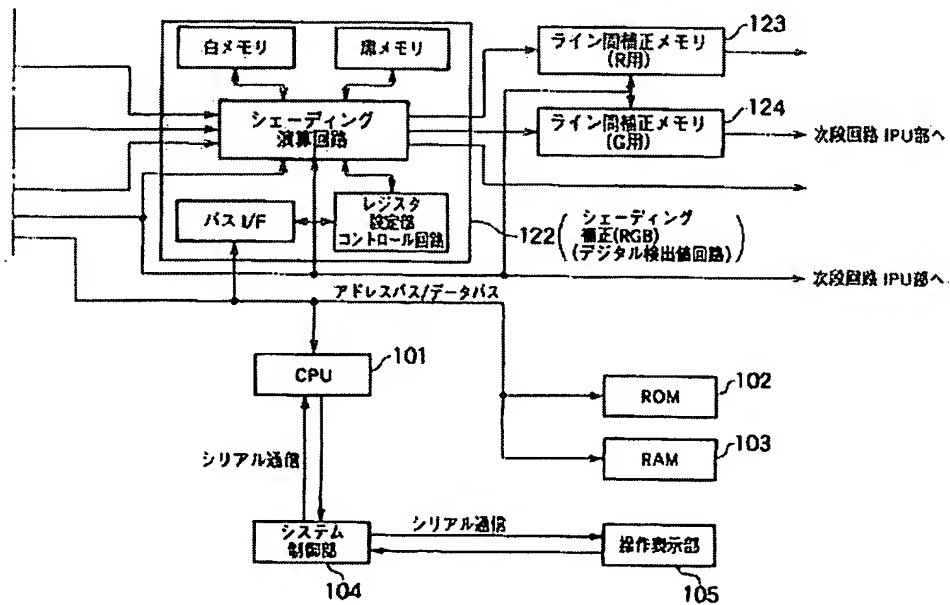 白メモリ
黒メモリ
シェーディング
演算回路
バス I/F
レジスタ
設定部
コントロール回路
ライン間補正メモリ
(R用)
123
ライン間補正メモリ
(G用)
124
次段回路 IPU部へ
122
シェーディング
補正(RGB)
(デジタル検出値回路)
次段回路 IPU部へ
アドレスバス/データバス
CPU
101
ROM
102
RAM
103
シリアル通信
システム
制御部
104
シリアル通信
操作表示部
105